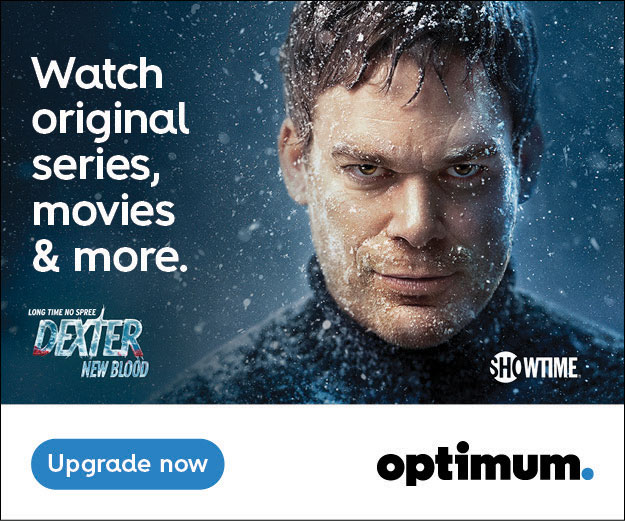 Watch
original
series,
movies
& more.
LONG TIME NO SPREE
DEXTER
NEW BLOOD
SHOWTIME
Upgrade now
optimum.